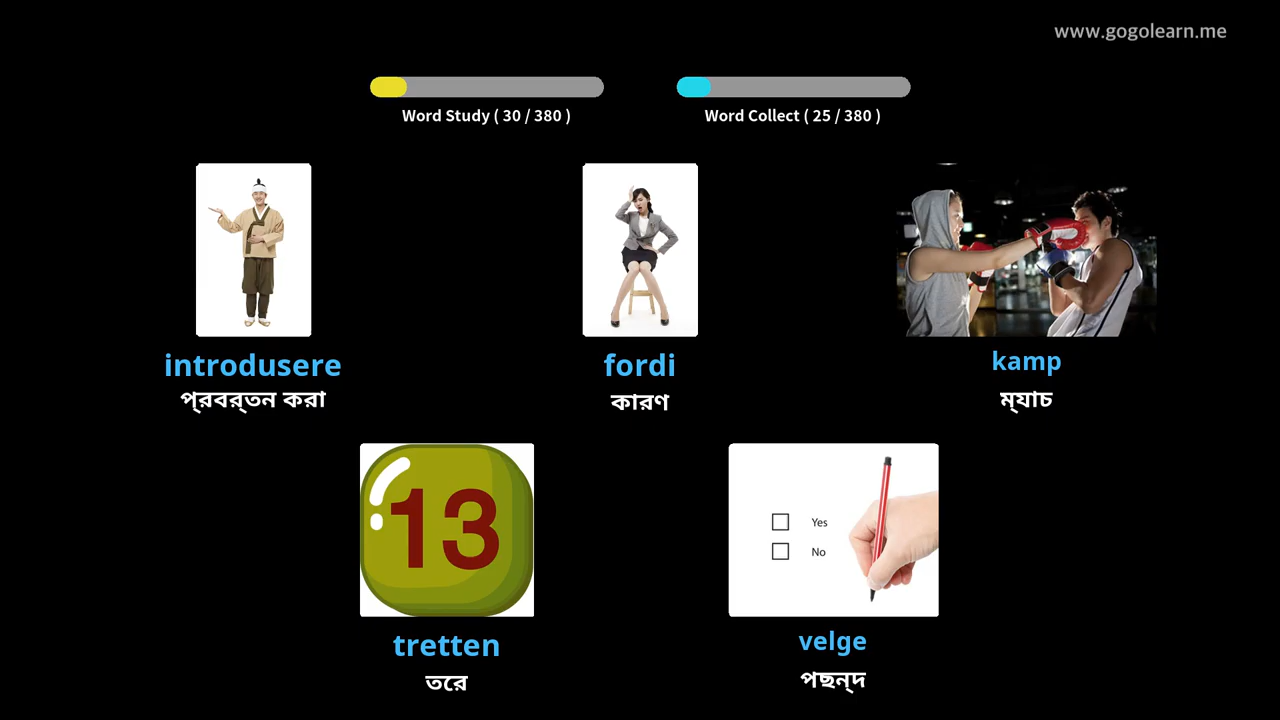 www.gogolearn.me
Word Study ( 30 / 380 )
Word Collect ( 25 / 380 )
introdusere
fordi
kamp
প্রবর্তন করা
কারণ
ম্যাচ
13
Yes
No
tretten
velge
তেরে
পছন্দ